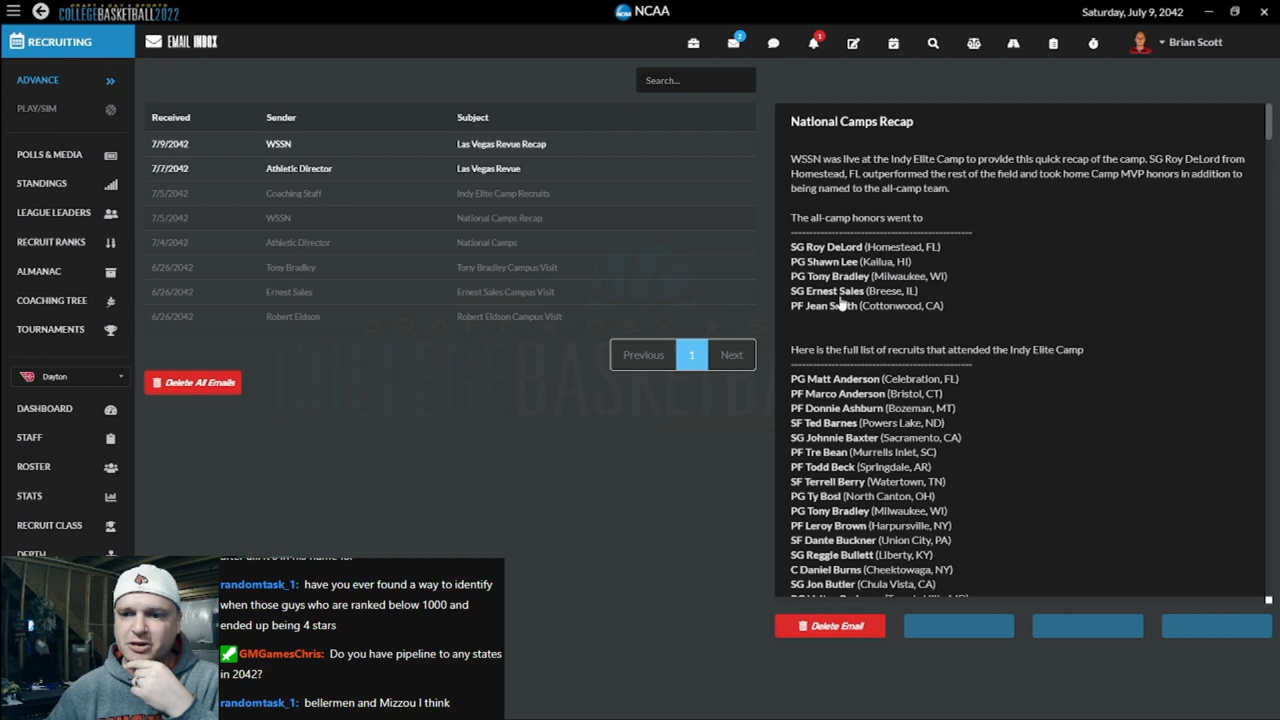 DRAFT DAY SPORTS
COLLEGE BASKETBALL 2022
NCAA
Saturday, July 9, 2042
RECRUITING
EMAIL INBOX
2
1
Brian Scott
ADVANCE
PLAY/SIM
POLLS & MEDIA
STANDINGS
LEAGUE LEADERS
RECRUIT RANKS
ALMANAC
COACHING TREE
TOURNAMENTS
Dayton
DASHBOARD
STAFF
ROSTER
STATS
RECRUIT CLASS
DEPTH
Search...
Received Sender Subject
7/9/2042 WSSN Las Vegas Revue Recap
7/7/2042 Athletic Director Las Vegas Revue
7/5/2042 Coaching Staff Indy Elite Camp Recruits
7/5/2042 WSSN National Camps Recap
7/4/2042 Athletic Director National Camps
6/26/2042 Tony Bradley Tony Bradley Campus Visit
6/26/2042 Ernest Sales Ernest Sales Campus Visit
6/26/2042 Robert Eidson Robert Eidson Campus Visit
Previous 1 Next
Delete All Emails
National Camps Recap
WSSN was live at the Indy Elite Camp to provide this quick recap of the camp. SG Roy DeLord from
Homestead, FL outperformed the rest of the field and took home Camp MVP honors in addition to
being named to the all-camp team.
The all-camp honors went to
------------------------------------------------
SG Roy DeLord (Homestead, FL)
PG Shawn Lee (Kailua, HI)
PG Tony Bradley (Milwaukee, WI)
SG Ernest Sales (Breese, IL)
PF Jean Smith (Cottonwood, CA)
Here is the full list of recruits that attended the Indy Elite Camp
------------------------------------------------
PG Matt Anderson (Celebration, FL)
PF Marco Anderson (Bristol, CT)
PF Donnie Ashburn (Bozeman, MT)
SF Ted Barnes (Powers Lake, ND)
SG Johnnie Baxter (Sacramento, CA)
PF Tre Bean (Murrells Inlet, SC)
PF Todd Beck (Springdale, AR)
SF Terrell Berry (Watertown, TN)
PG Ty Bosl (North Canton, OH)
PG Tony Bradley (Milwaukee, WI)
PF Leroy Brown (Harpursville, NY)
SF Dante Buckner (Union City, PA)
SG Reggie Bullett (Liberty, KY)
C Daniel Burns (Cheektowaga, NY)
SG Jon Butler (Chula Vista, CA)
Delete Email
randomtask_1: have you ever found a way to identify
when those guys who are ranked below 1000 and
ended up being 4 stars
GMGamesChris: Do you have pipeline to any states
in 2042?
randomtask_1: bellermen and Mizzou I think